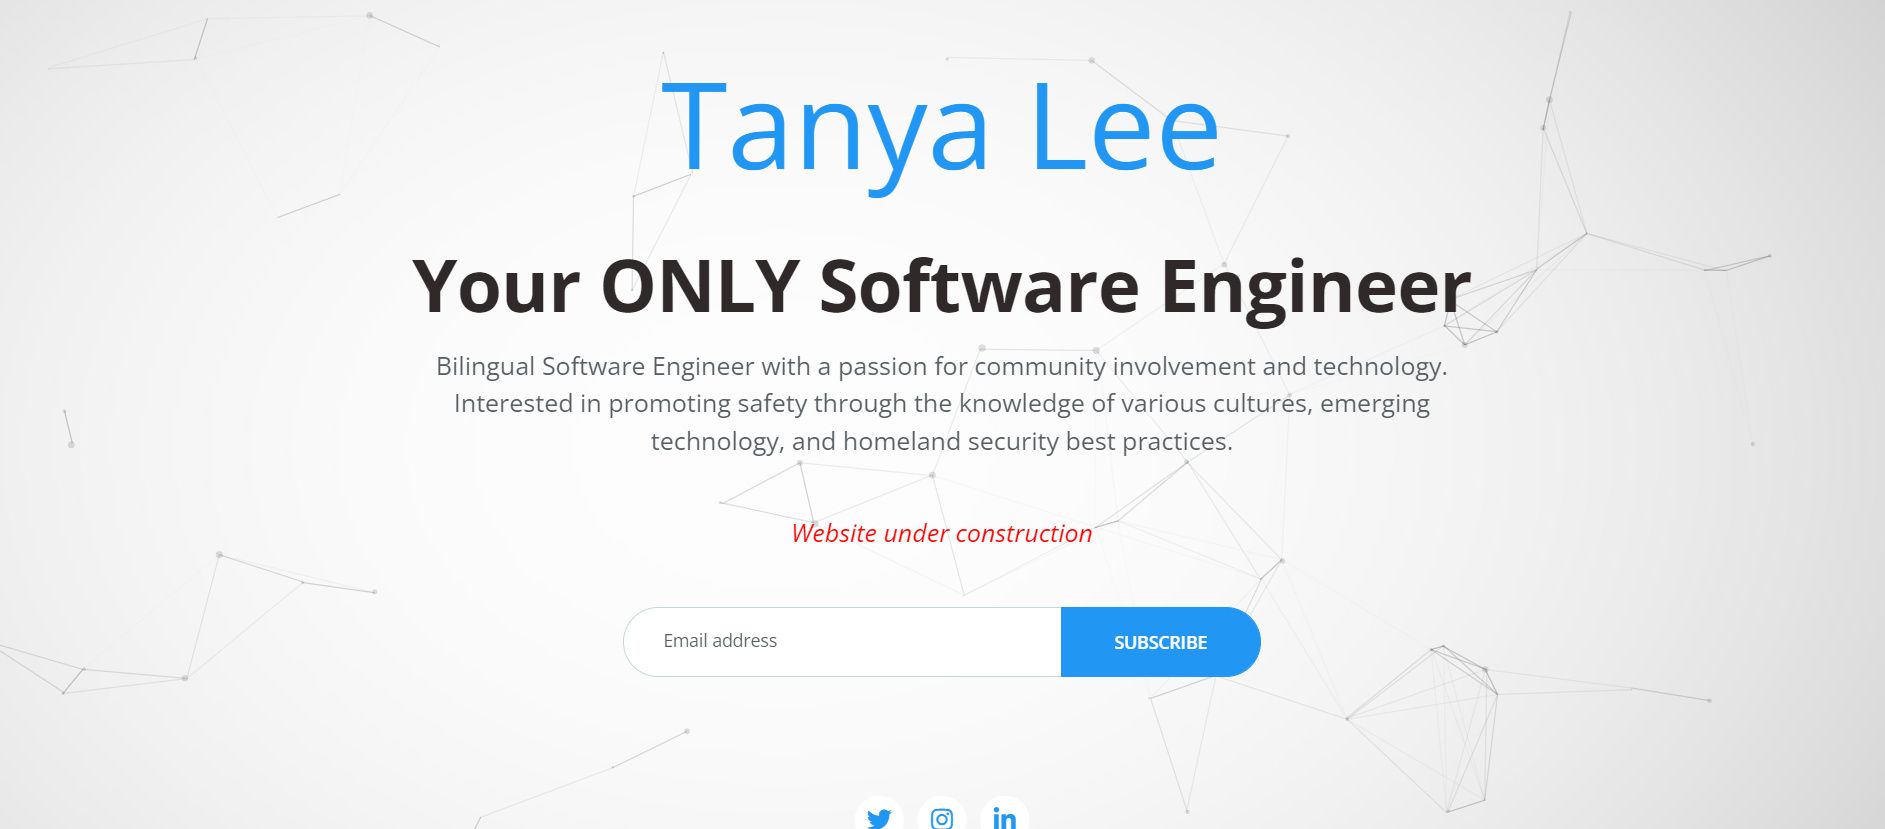 Tanya Lee
Your ONLY Software Engineer
Bilingual Software Engineer with a passion for community involvement and technology.
Interested in promoting safety through the knowledge of various cultures, emerging
technology, and homeland security best practices.
Website under construction
Email address
SUBSCRIBE
in